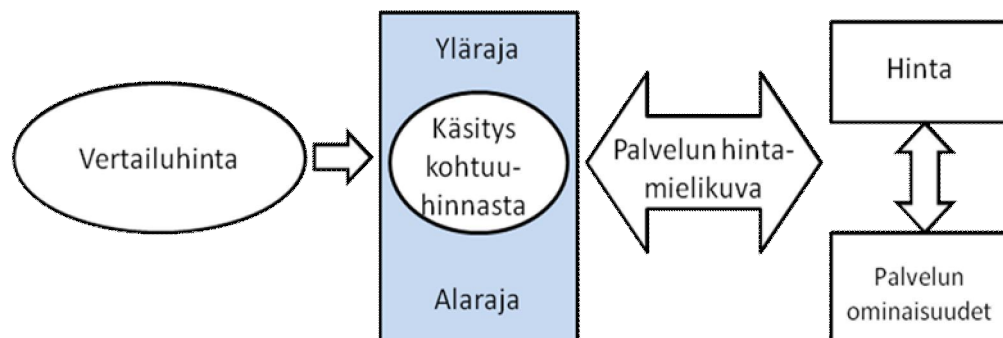 Vertailuhinta
Yläraja
Käsitys
kohtuu-
hinnasta
Alaraja
Palvelun hinta-
mielikuva
Hinta
Palvelun
ominaisuudet